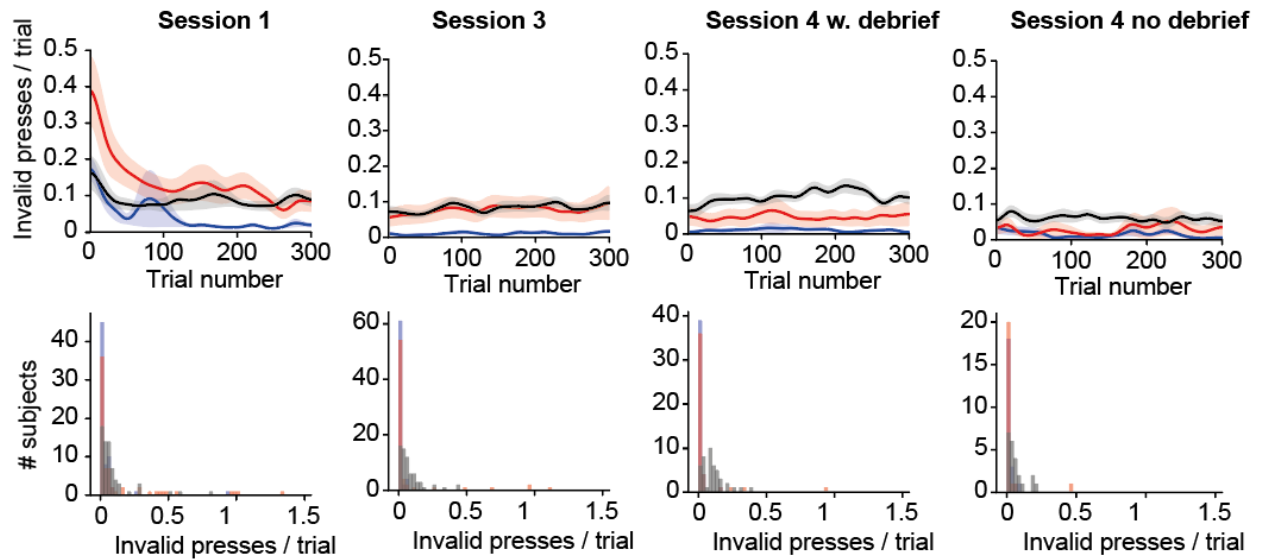 Session 1
Session 3
Session 4 w. debrief
Session 4 no debrief
Invalid presses / trial
0.5
0.4
0.3
0.2
0.1
0
0 100 200 300
Trial number
0.5
0.4
0.3
0.2
0.1
0
0 100 200 300
Trial number
0.5
0.4
0.3
0.2
0.1
0
100 200 300
Trial number
0.5
0.4
0.3
0.2
0.1
0
100 200 300
Trial number
# subjects
40
30
20
10
0
0 0.5 1 1.5
Invalid presses / trial
60
40
20
0
0 0.5 1 1.5
Invalid presses / trial
40
30
20
10
0
0 0.5 1 1.5
Invalid presses / trial
20
15
10
5
0
0 0.5 1 1.5
Invalid presses / trial